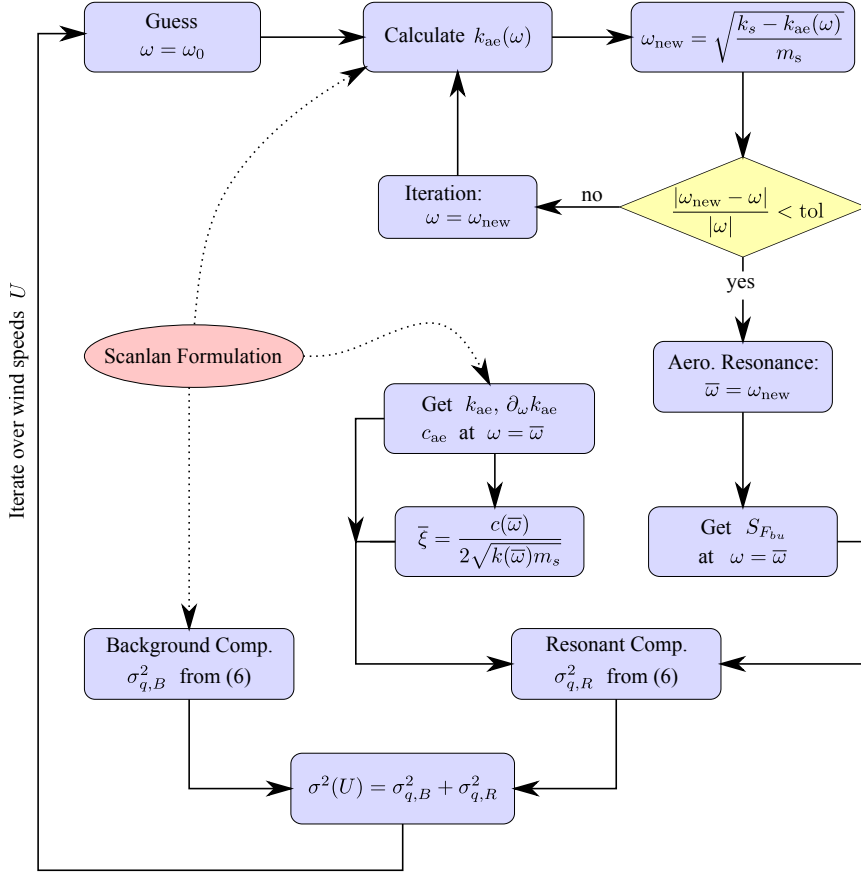 Guess
ω = ω₀
Calculate k_ae(ω)
ω_new = √((k_s − k_ae(ω))/m_s)
Iteration:
ω = ω_new
no
|ω_new − ω|/|ω| < tol
yes
Iterate over wind speeds U
Scanlan Formulation
Aero. Resonance:
ω̅ = ω_new
Get k_ae, ∂_ω k_ae
c_ae at ω = ω̅
ξ̅ = c(ω̅)/(2√(k(ω̅)m_s))
Get S_{F_{bu}}
at ω = ω̅
Background Comp.
σ²_{q,B} from (6)
Resonant Comp.
σ²_{q,R} from (6)
σ²(U) = σ²_{q,B} + σ²_{q,R}